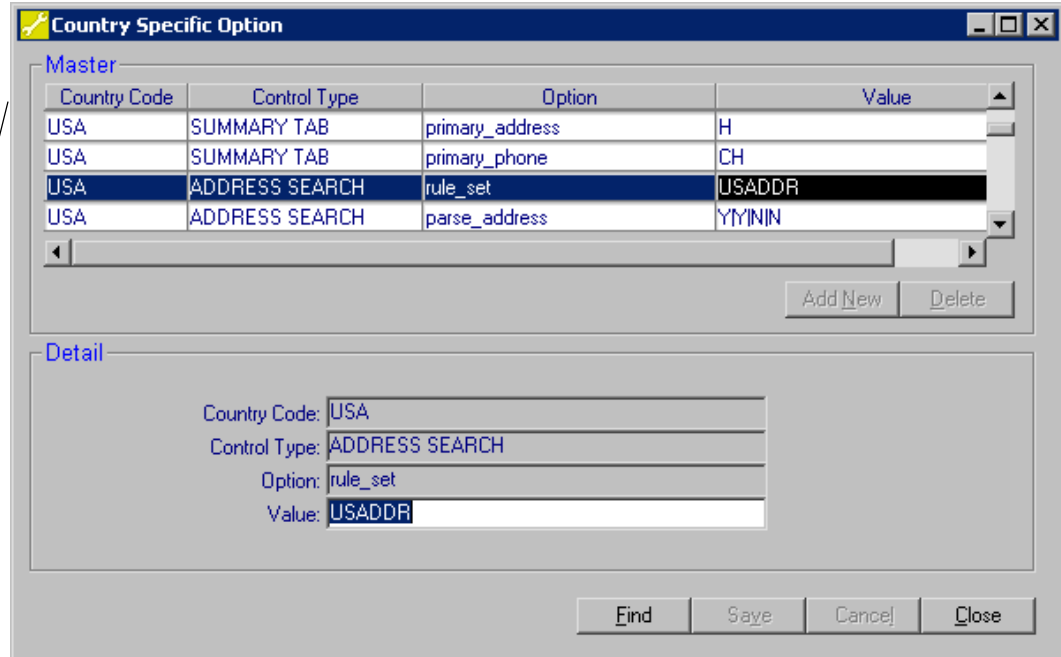 Country Specific Option
Master
Country Code Control Type Option Value
USA SUMMARY TAB primary_address H
USA SUMMARY TAB primary_phone CH
USA ADDRESS SEARCH rule_set USADDR
USA ADDRESS SEARCH parse_address Y|Y|N|N
Add New Delete
Detail
Country Code: USA
Control Type: ADDRESS SEARCH
Option: rule_set
Value: USADDR
Find Save Cancel Close